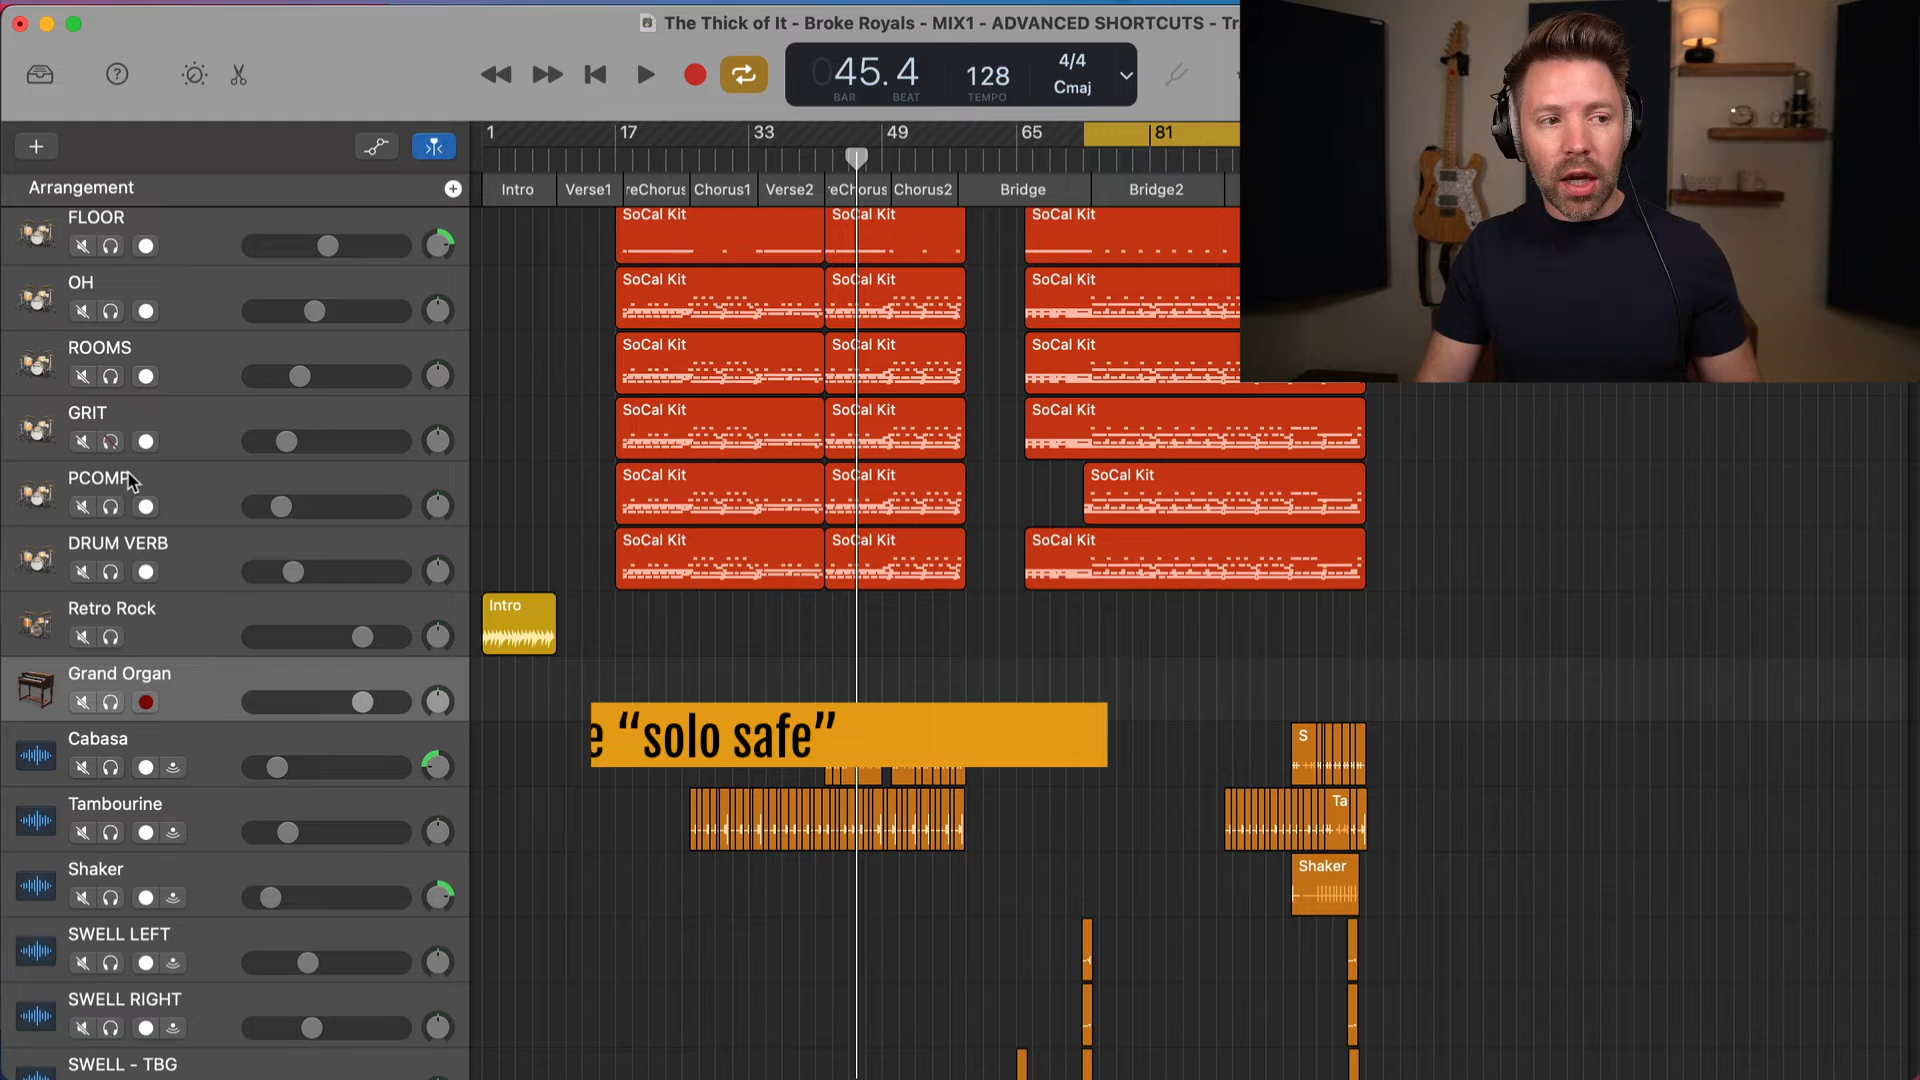 The Thick of It - Broke Royals - MIX1 - ADVANCED SHORTCUTS - Tr
045.4
BAR BEAT
128
TEMPO
4/4
Cmaj
1 17 33 49 65 81
Arrangement
Intro Verse1 reChorus Chorus1 Verse2 reChorus Chorus2 Bridge Bridge2
FLOOR
SoCal Kit SoCal Kit SoCal Kit
OH
SoCal Kit SoCal Kit SoCal Kit
ROOMS
SoCal Kit SoCal Kit SoCal Kit
GRIT
SoCal Kit SoCal Kit SoCal Kit
PCOMP
SoCal Kit SoCal Kit SoCal Kit
DRUM VERB
SoCal Kit SoCal Kit SoCal Kit
Retro Rock
Intro
Grand Organ
e “solo safe”
Cabasa
S
Tambourine
Ta
Shaker
Shaker
SWELL LEFT
SWELL RIGHT
SWELL - TBG